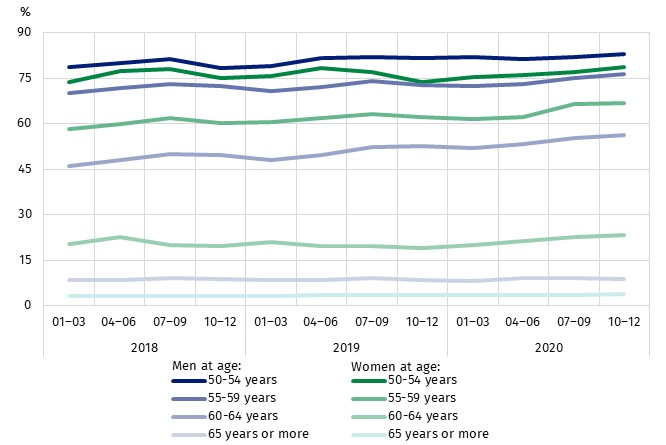 %
90
75
60
45
30
15
0
01–03 04–06 07–09 10–12 01–03 04–06 07–09 10–12 01–03 04–06 07–09 10–12
2018 2019 2020
Men at age: Women at age:
50-54 years 50-54 years
55-59 years 55-59 years
60-64 years 60-64 years
65 years or more 65 years or more